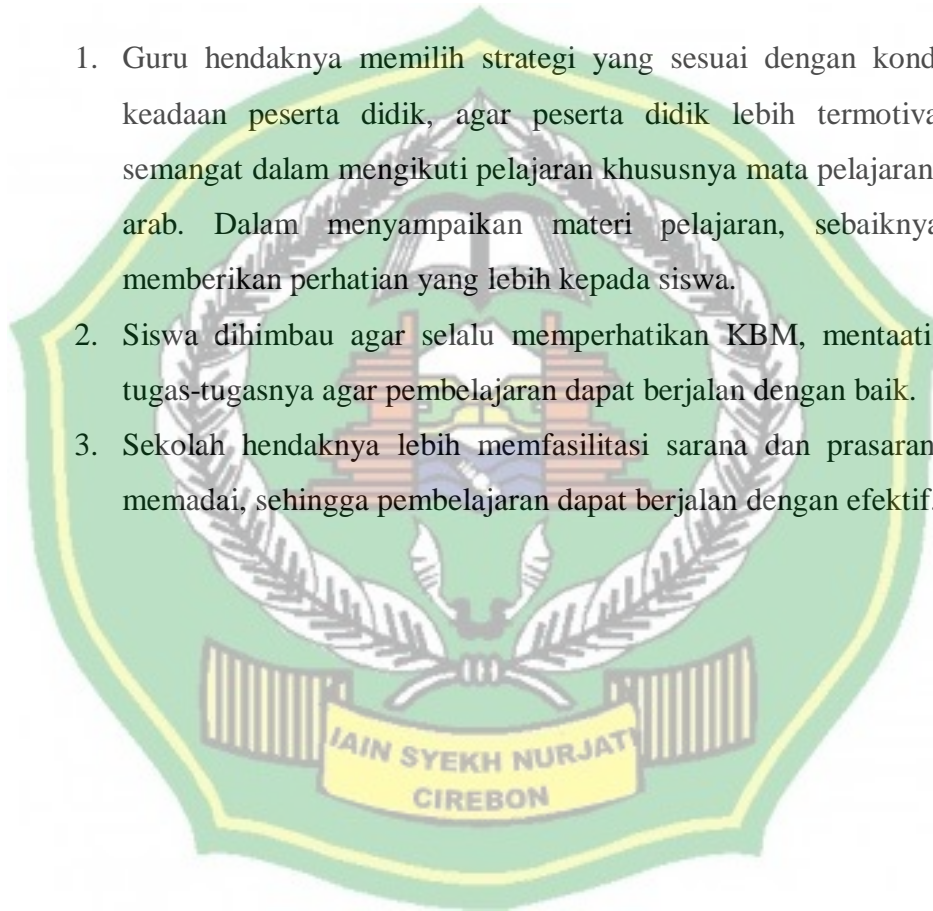 1. Guru hendaknya memilih strategi yang sesuai dengan kond
keadaan peserta didik, agar peserta didik lebih termotiva
semangat dalam mengikuti pelajaran khususnya mata pelajaran
arab. Dalam menyampaikan materi pelajaran, sebaiknya
memberikan perhatian yang lebih kepada siswa.
2. Siswa dihimbau agar selalu memperhatikan KBM, mentaati
tugas-tugasnya agar pembelajaran dapat berjalan dengan baik.
3. Sekolah hendaknya lebih memfasilitasi sarana dan prasaran
memadai, sehingga pembelajaran dapat berjalan dengan efektif.
IAIN SYEKH NURJATI
CIREBON